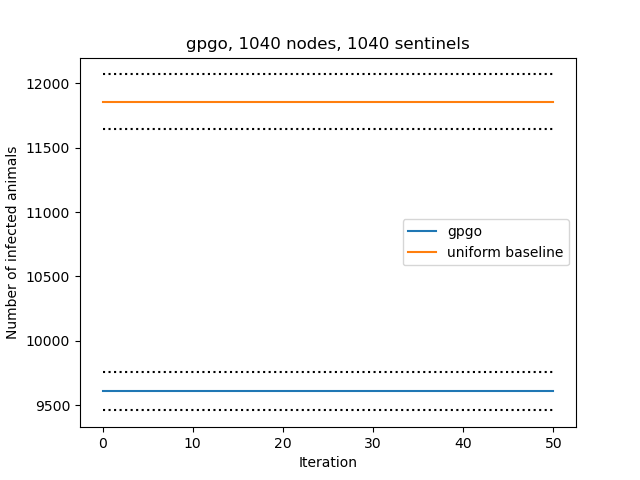 gpgo, 1040 nodes, 1040 sentinels
12000
11500
11000
10500
10000
9500
Number of infected animals
gpgo
uniform baseline
0 10 20 30 40 50
Iteration